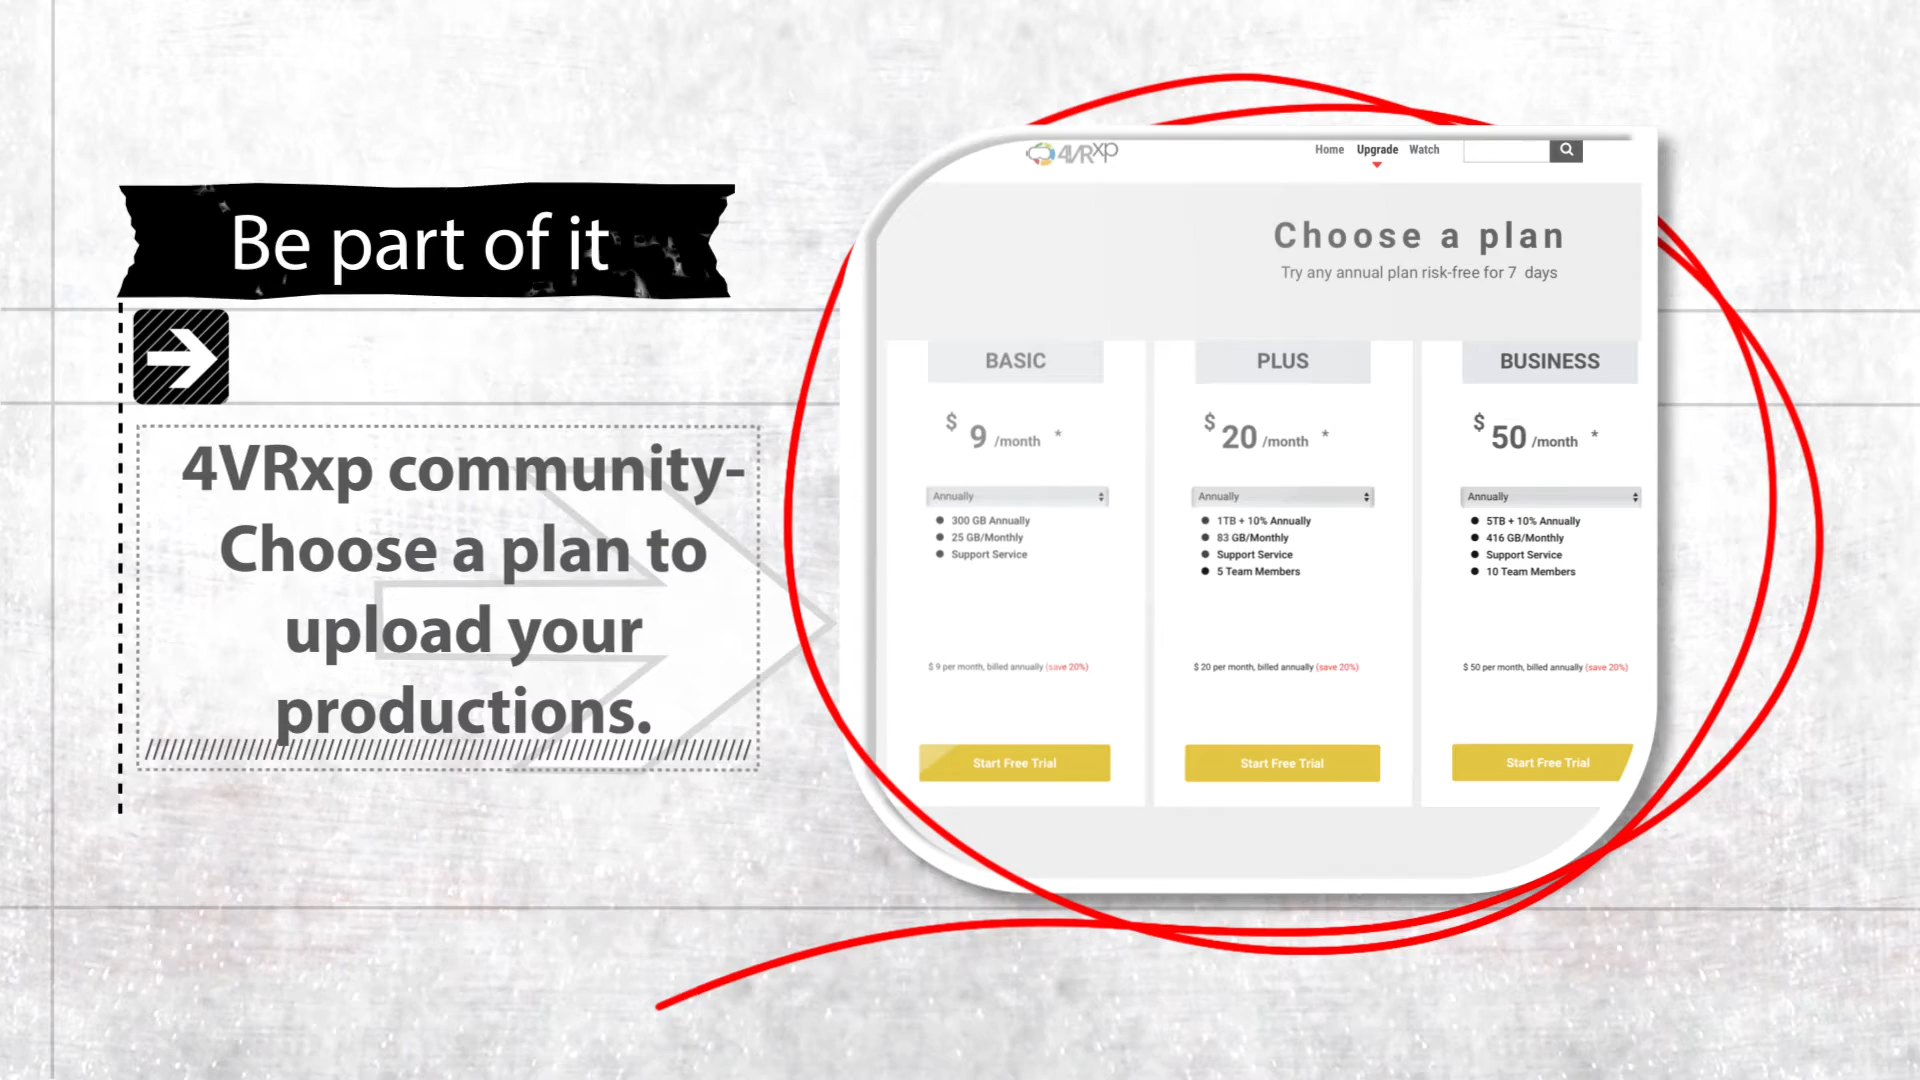 Be part of it
4VRxp community-
Choose a plan to
upload your
productions.
4VRXP
Home
Upgrade
Watch
Choose a plan
Try any annual plan risk-free for 7 days
BASIC
$ 9 /month *
Annually
300 GB Annually
25 GB/Monthly
Support Service
$ 9 per month, billed annually (save 20%)
Start Free Trial
PLUS
$ 20 /month *
Annually
1TB + 10% Annually
83 GB/Monthly
Support Service
5 Team Members
$ 20 per month, billed annually (save 20%)
Start Free Trial
BUSINESS
$ 50 /month *
Annually
5TB + 10% Annually
416 GB/Monthly
Support Service
10 Team Members
$ 50 per month, billed annually (save 20%)
Start Free Trial